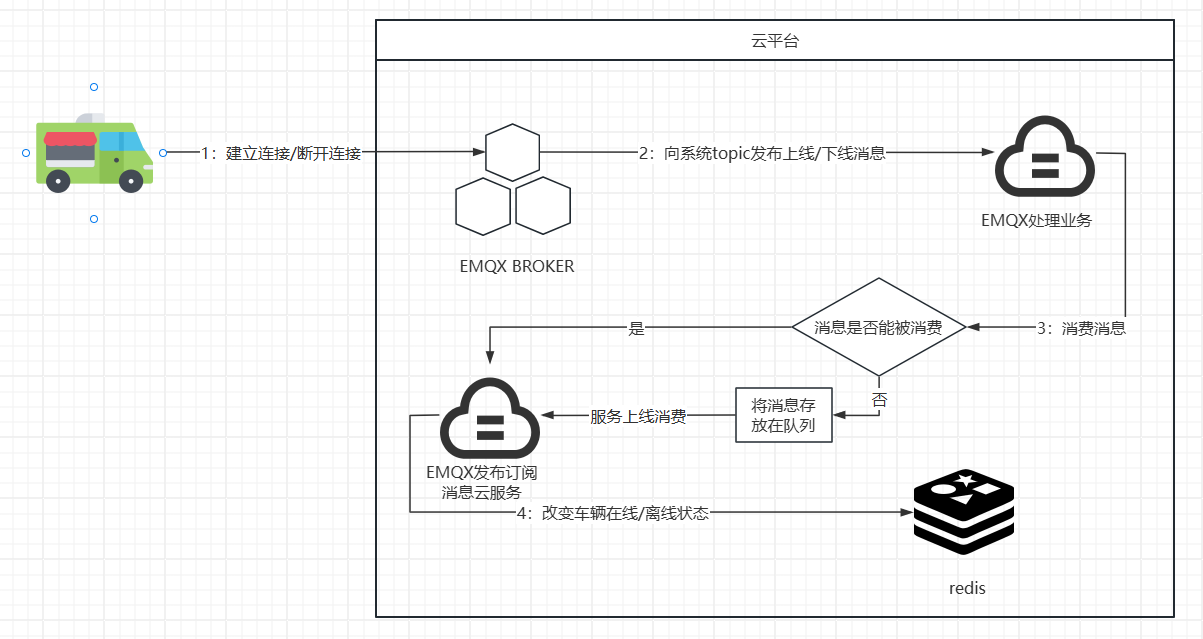 云平台
1：建立连接/断开连接
2：向系统topic发布上线/下线消息
EMQX处理业务
EMQX BROKER
消息是否能被消费
3：消费消息
是
否
将消息存
放在队列
服务上线消费
EMQX发布订阅
消息云服务
4：改变车辆在线/离线状态
redis